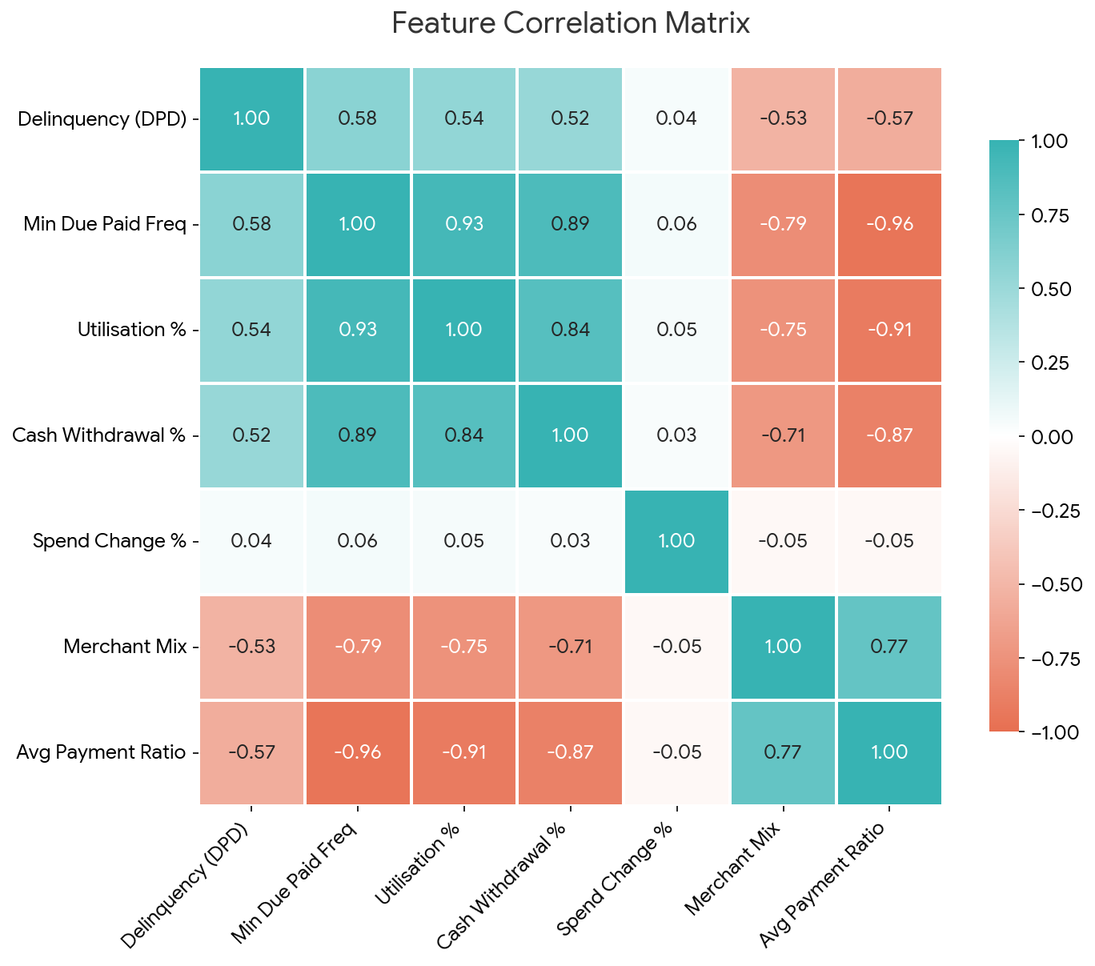 Feature Correlation Matrix
Delinquency (DPD) 1.00 0.58 0.54 0.52 0.04 -0.53 -0.57
Min Due Paid Freq 0.58 1.00 0.93 0.89 0.06 -0.79 -0.96
Utilisation % 0.54 0.93 1.00 0.84 0.05 -0.75 -0.91
Cash Withdrawal % 0.52 0.89 0.84 1.00 0.03 -0.71 -0.87
Spend Change % 0.04 0.06 0.05 0.03 1.00 -0.05 -0.05
Merchant Mix -0.53 -0.79 -0.75 -0.71 -0.05 1.00 0.77
Avg Payment Ratio -0.57 -0.96 -0.91 -0.87 -0.05 0.77 1.00
Delinquency (DPD)
Min Due Paid Freq
Utilisation %
Cash Withdrawal %
Spend Change %
Merchant Mix
Avg Payment Ratio
1.00
0.75
0.50
0.25
0.00
−0.25
−0.50
−0.75
−1.00